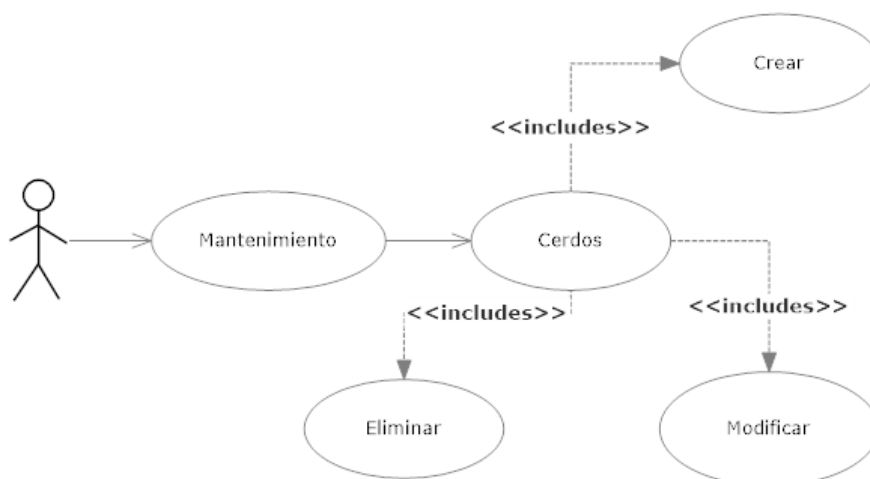 Crear
<<includes>>
Mantenimiento
Cerdos
<<includes>>
<<includes>>
Eliminar
Modificar